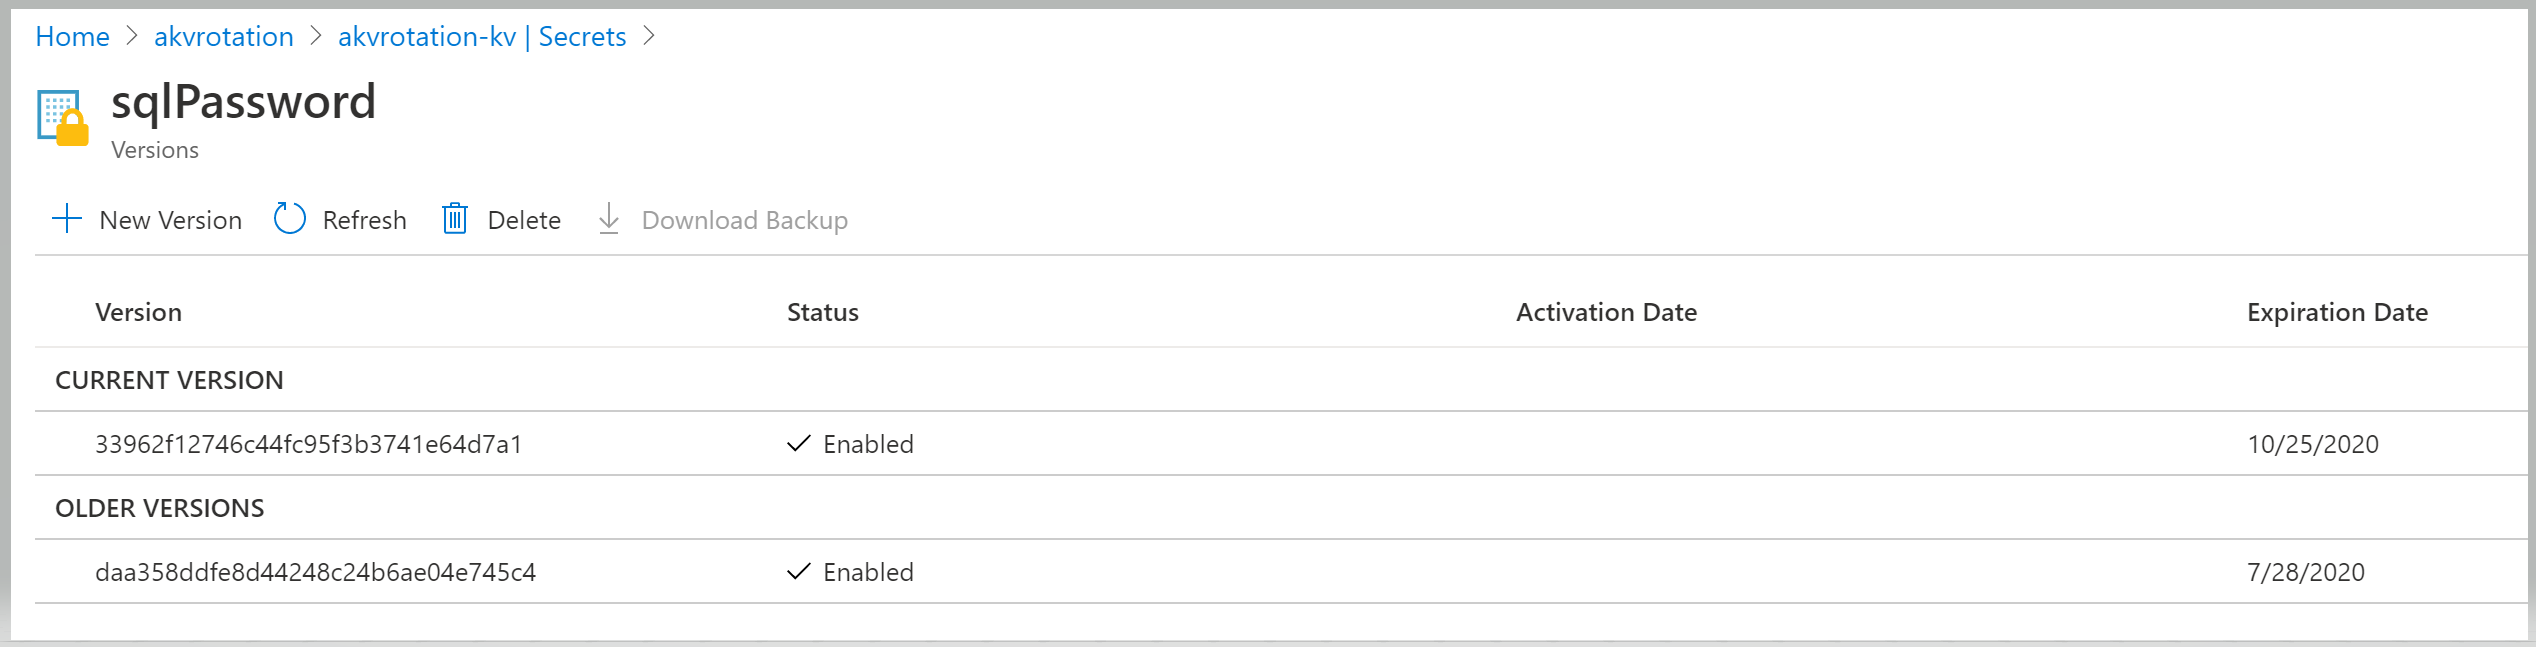 Home > akvrotation > akvrotation-kv | Secrets >
sqlPassword
Versions
New Version Refresh Delete Download Backup
Version Status Activation Date Expiration Date
CURRENT VERSION
33962f12746c44fc95f3b3741e64d7a1 Enabled 10/25/2020
OLDER VERSIONS
daa358ddfe8d44248c24b6ae04e745c4 Enabled 7/28/2020